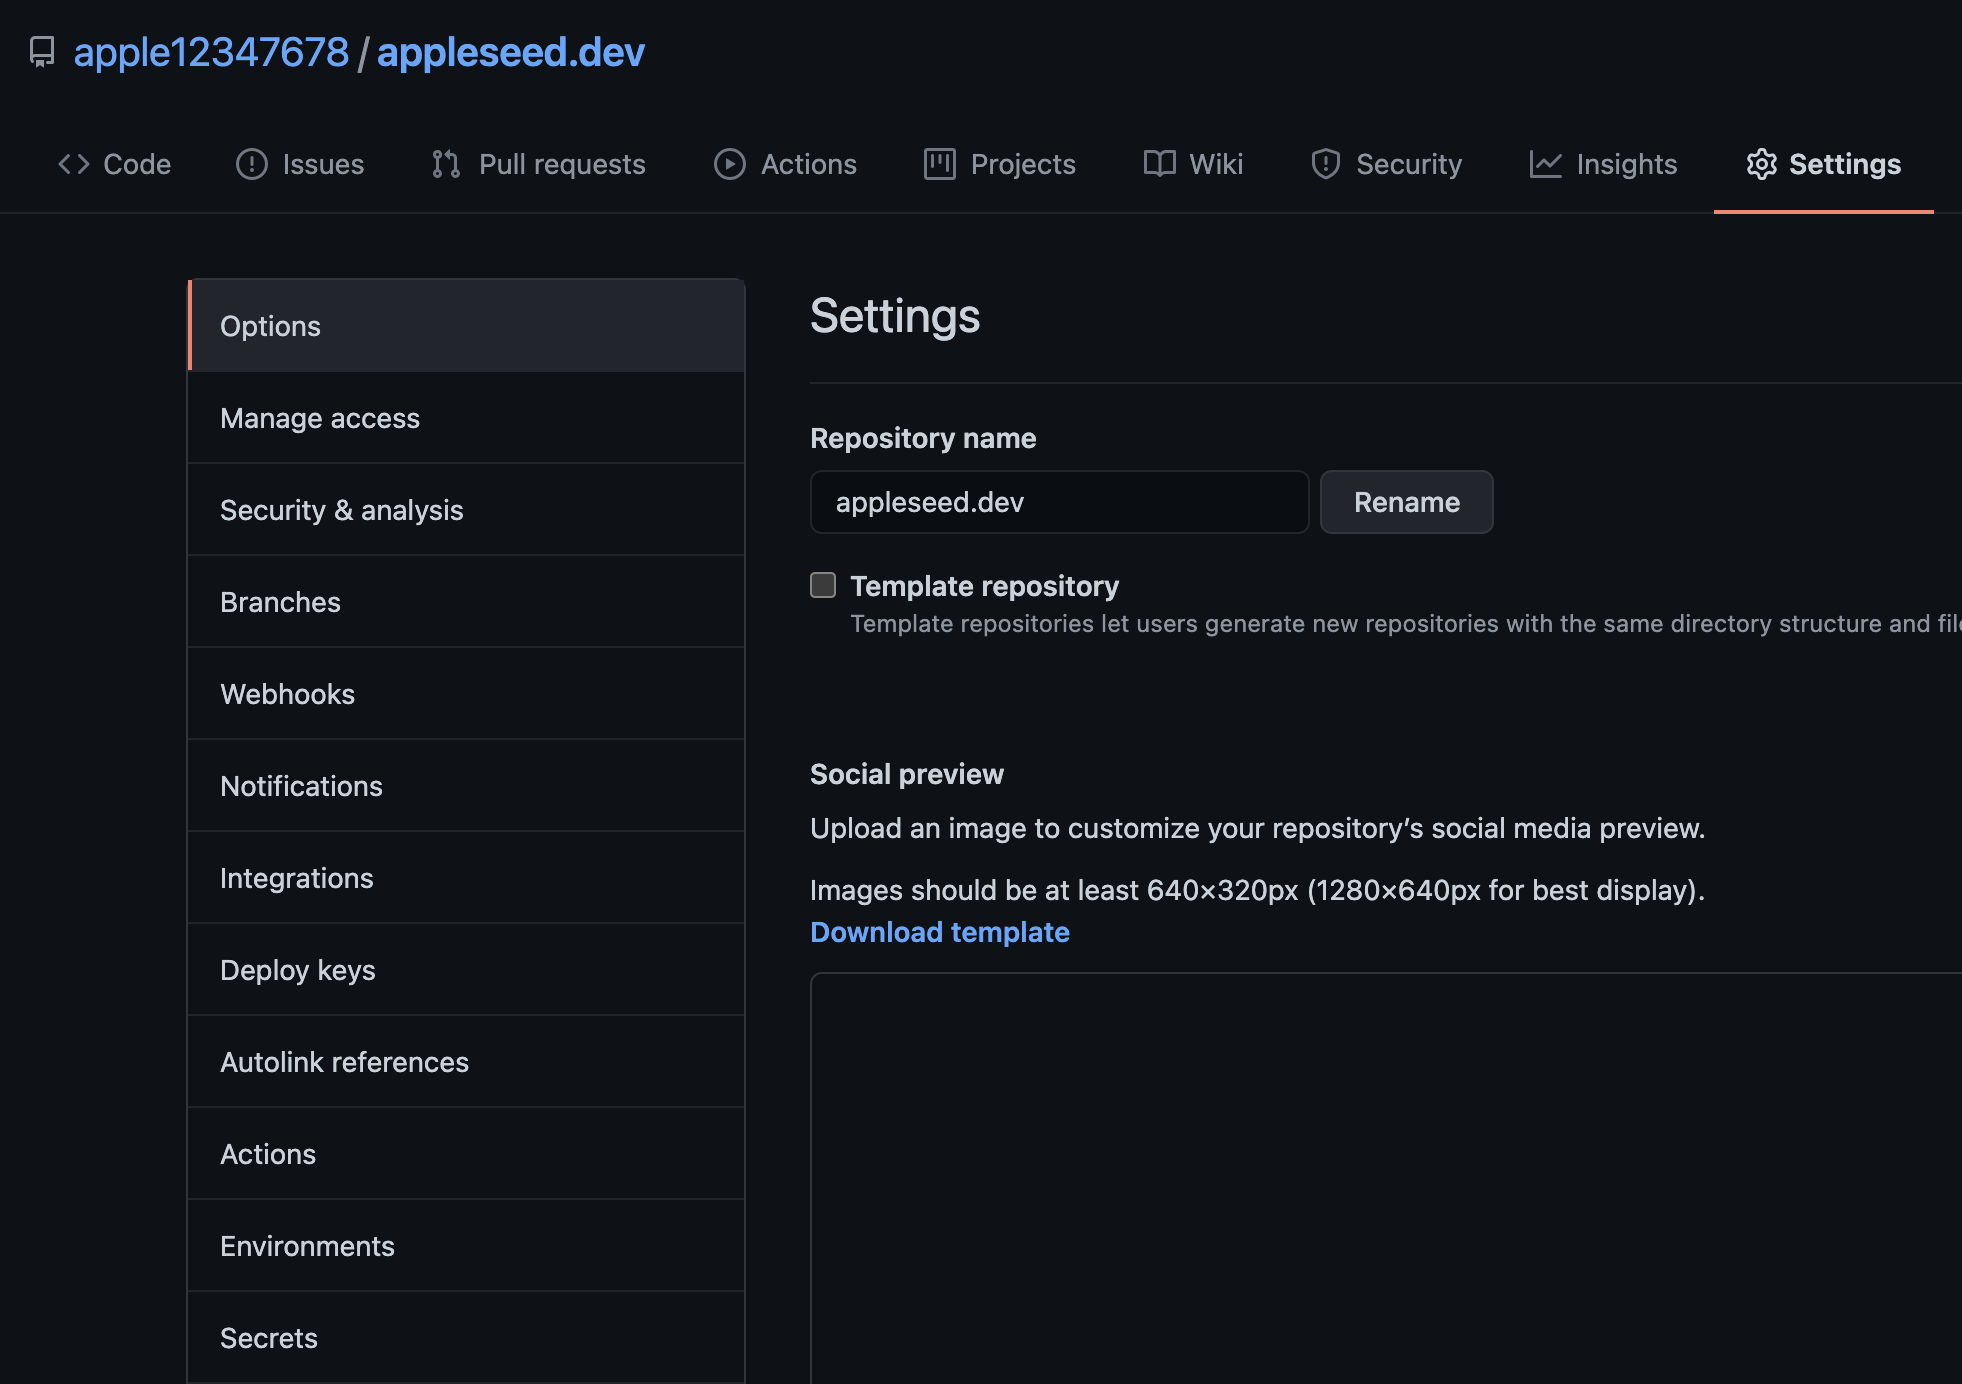 apple12347678 / appleseed.dev
Code Issues Pull requests Actions Projects Wiki Security Insights Settings
Options
Manage access
Security & analysis
Branches
Webhooks
Notifications
Integrations
Deploy keys
Autolink references
Actions
Environments
Secrets
Settings
Repository name
appleseed.dev Rename
Template repository
Template repositories let users generate new repositories with the same directory structure and
Social preview
Upload an image to customize your repository’s social media preview.
Images should be at least 640×320px (1280×640px for best display).
Download template